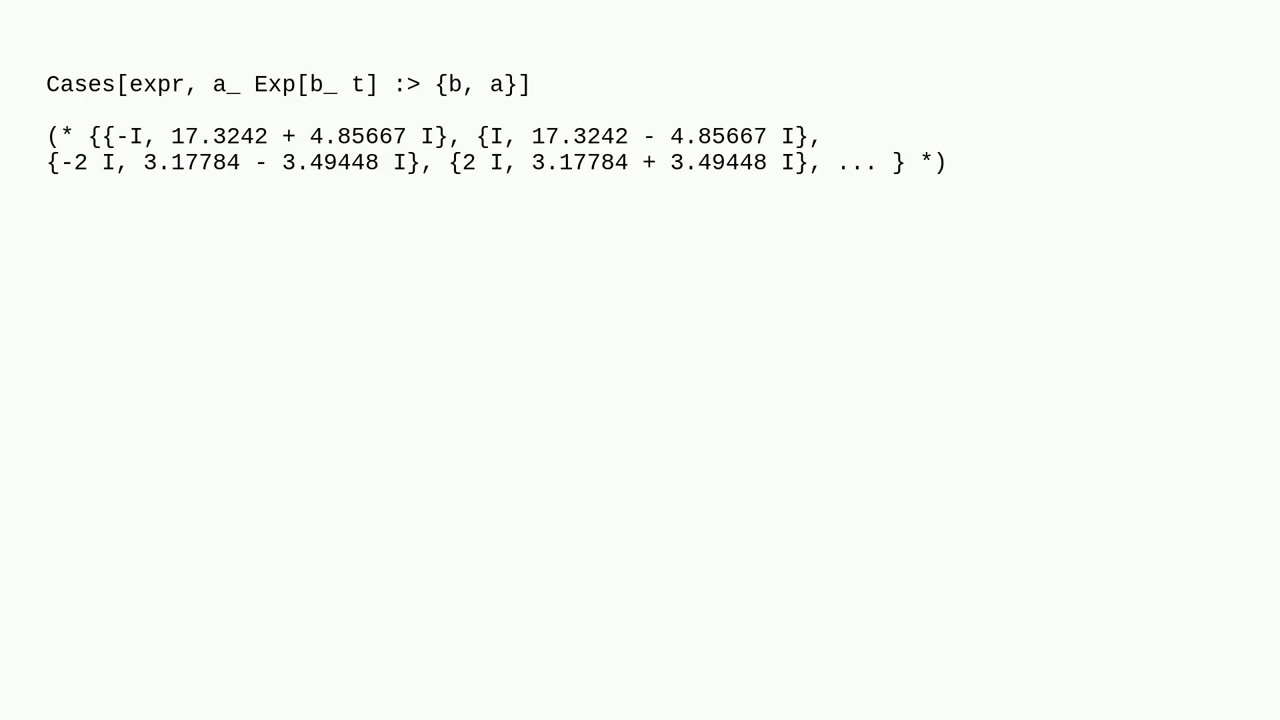 Cases[expr, a_ Exp[b_ t] :> {b, a}]
(* {{-I, 17.3242 + 4.85667 I}, {I, 17.3242 - 4.85667 I},
{-2 I, 3.17784 - 3.49448 I}, {2 I, 3.17784 + 3.49448 I}, ... } *)